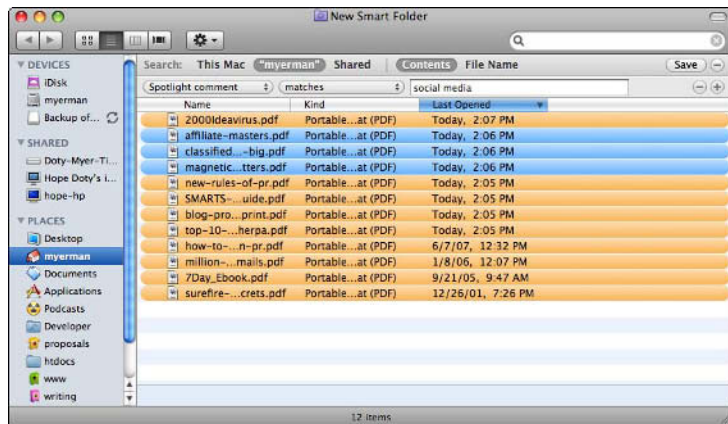 New Smart Folder
DEVICES
iDisk
myerman
Backup of...
SHARED
Doty-Myer-Ti...
Hope Doty's i...
hope-hp
PLACES
Desktop
myerman
Documents
Applications
Podcasts
Developer
proposals
htdocs
www
writing
Search: This Mac "myerman" Shared Contents File Name Save
Spotlight comment matches social media
Name Kind Last Opened
2000Ideavirus.pdf Portable...at (PDF) Today, 2:07 PM
affiliate-masters.pdf Portable...at (PDF) Today, 2:06 PM
classified...-big.pdf Portable...at (PDF) Today, 2:06 PM
magnetic...tters.pdf Portable...at (PDF) Today, 2:06 PM
new-rules-of-pr.pdf Portable...at (PDF) Today, 2:05 PM
SMARTS-...uide.pdf Portable...at (PDF) Today, 2:05 PM
blog-pro...print.pdf Portable...at (PDF) Today, 2:05 PM
top-10-...herpa.pdf Portable...at (PDF) Today, 2:05 PM
how-to-...n-pr.pdf Portable...at (PDF) 6/7/07, 12:32 PM
million-...mails.pdf Portable...at (PDF) 1/8/06, 12:07 PM
7Day_Ebook.pdf Portable...at (PDF) 9/21/05, 9:47 AM
surefire-...crets.pdf Portable...at (PDF) 12/26/01, 7:26 PM
12 items